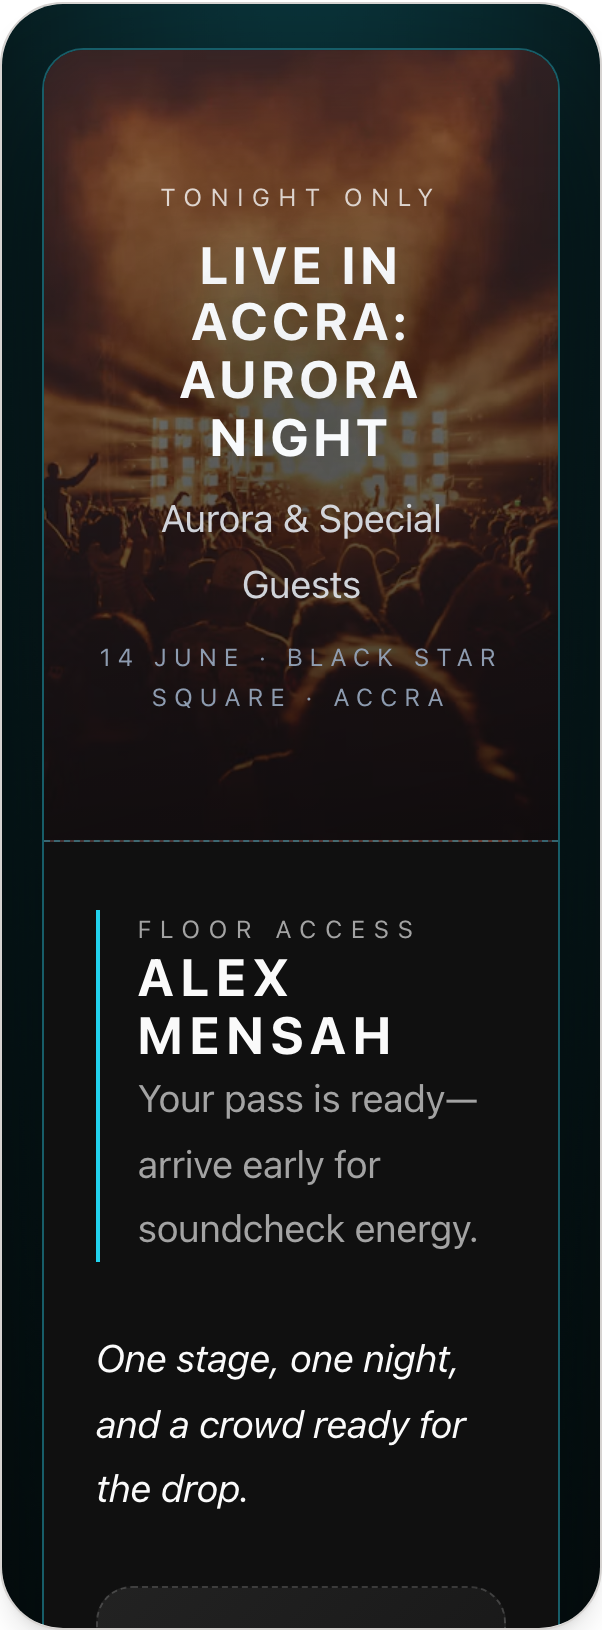 TONIGHT ONLY
LIVE IN
ACCRA:
AURORA
NIGHT
Aurora & Special
Guests
14 JUNE · BLACK STAR
SQUARE · ACCRA
FLOOR ACCESS
ALEX
MENSAH
Your pass is ready—
arrive early for
soundcheck energy.
One stage, one night,
and a crowd ready for
the drop.